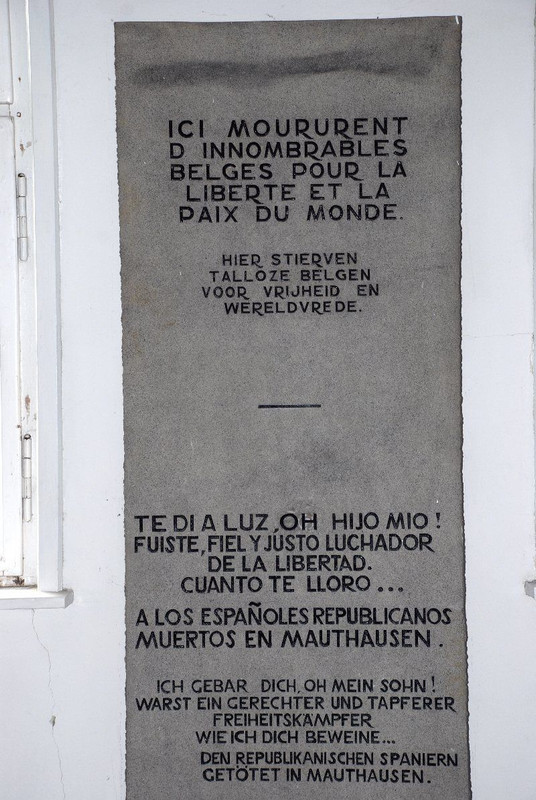 ICI MOURURENT
D INNOMBRABLES
BELGES POUR LA
LIBERTE ET LA
PAIX DU MONDE.
HIER STIERVEN
TALLOZE BELGEN
VOOR VRIJHEID EN
WERELDVREDE.
TE DI A LUZ, OH HIJO MIO!
FUISTE, FIEL Y JUSTO LUCHADOR
DE LA LIBERTAD.
CUANTO TE LLORO...
A LOS ESPAÑOLES REPUBLICANOS
MUERTOS EN MAUTHAUSEN.
ICH GEBAR DICH, OH MEIN SOHN!
WARST EIN GERECHTER UND TAPFERER
FREIHEITSKÄMPFER
WIE ICH DICH BEWEINE...
DEN REPUBLIKANISCHEN SPANIERN
GETÖTET IN MAUTHAUSEN.